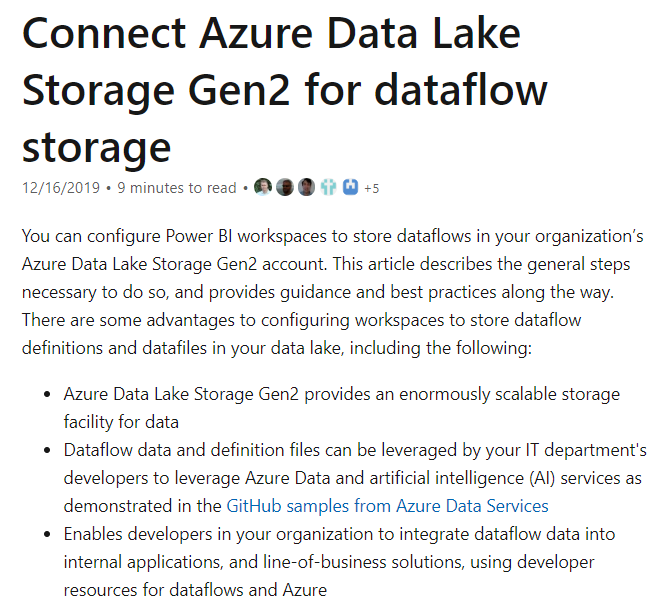 Connect Azure Data Lake
Storage Gen2 for dataflow
storage
12/16/2019 • 9 minutes to read • +5
You can configure Power BI workspaces to store dataflows in your organization’s
Azure Data Lake Storage Gen2 account. This article describes the general steps
necessary to do so, and provides guidance and best practices along the way.
There are some advantages to configuring workspaces to store dataflow
definitions and datafiles in your data lake, including the following:
• Azure Data Lake Storage Gen2 provides an enormously scalable storage
facility for data
• Dataflow data and definition files can be leveraged by your IT department's
developers to leverage Azure Data and artificial intelligence (AI) services as
demonstrated in the GitHub samples from Azure Data Services
• Enables developers in your organization to integrate dataflow data into
internal applications, and line-of-business solutions, using developer
resources for dataflows and Azure